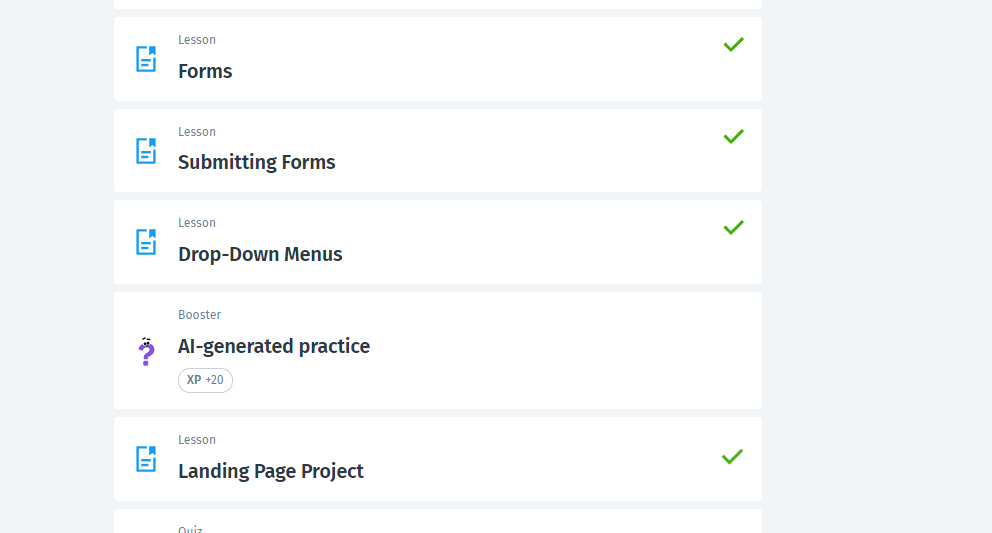 Lesson
Forms
Lesson
Submitting Forms
Lesson
Drop-Down Menus
Booster
AI-generated practice
XP +20
Lesson
Landing Page Project
Quiz